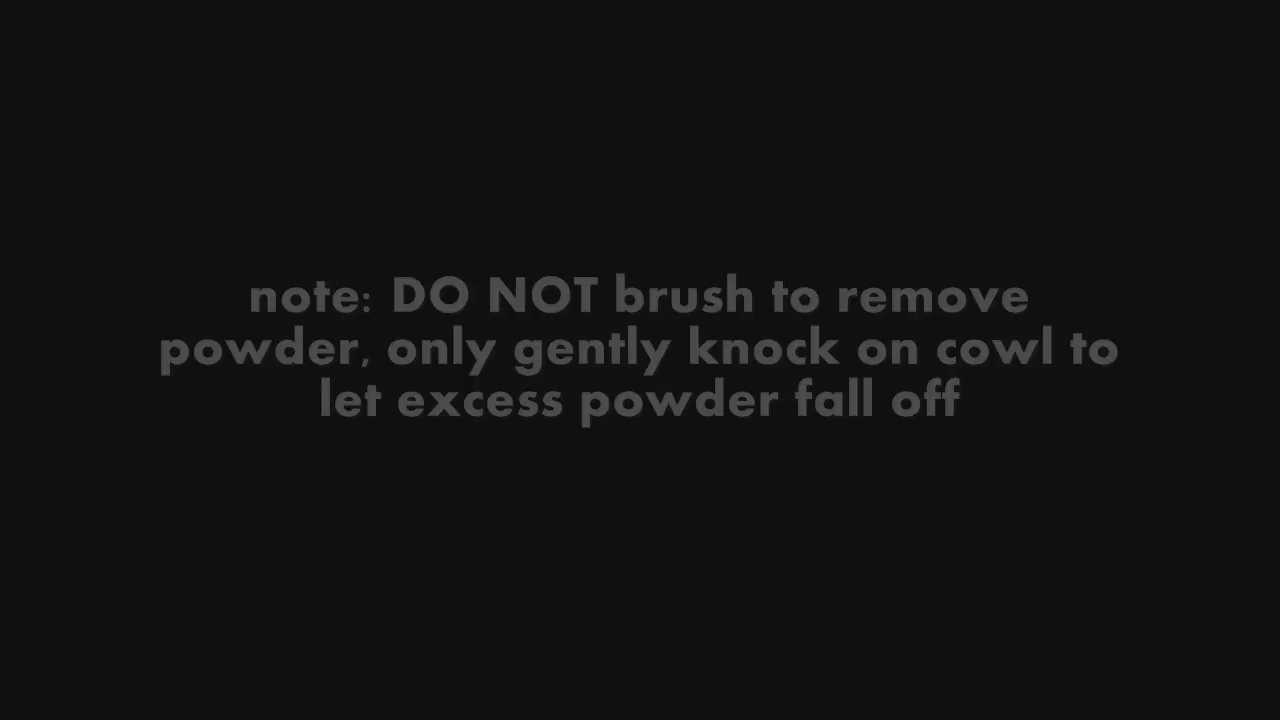 note: DO NOT brush to remove
powder, only gently knock on cowl to
let excess powder fall off